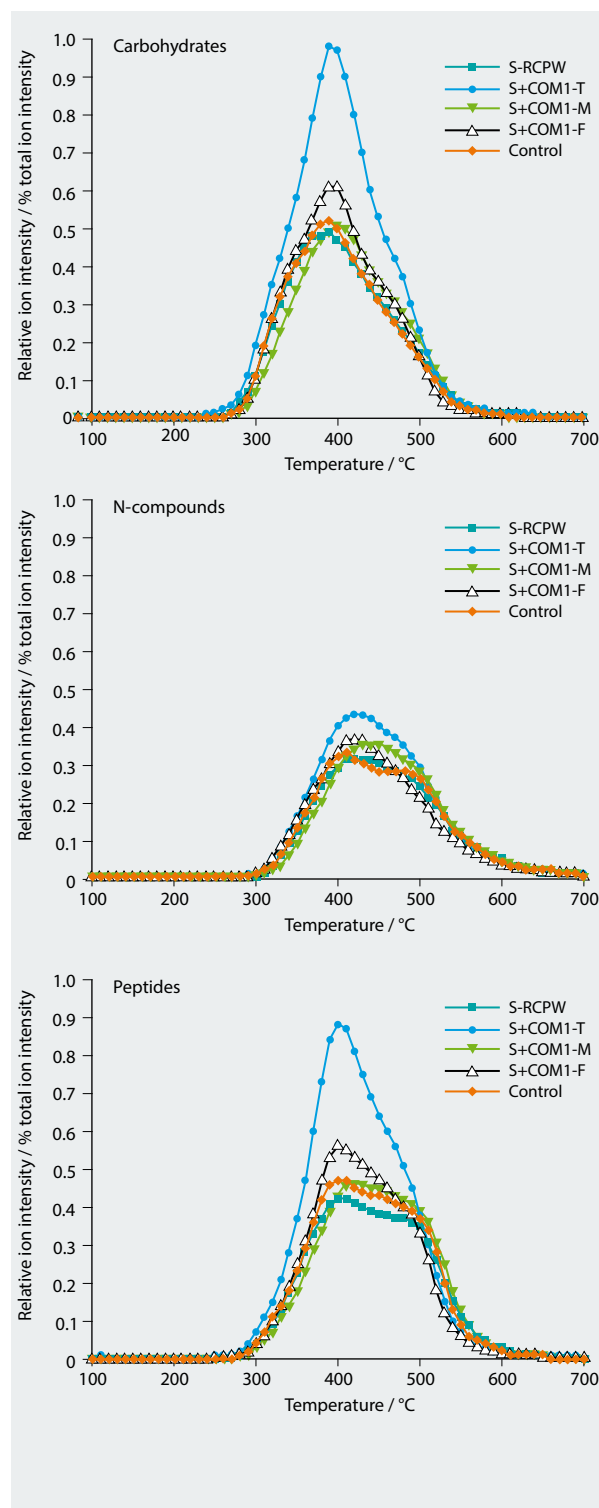 Carbohydrates
S-RCPW
S+COM1-T
S+COM1-M
S+COM1-F
Control
Relative ion intensity / % total ion intensity
1.0
0.9
0.8
0.7
0.6
0.5
0.4
0.3
0.2
0.1
0
100 200 300 400 500 600 700
Temperature / °C
N-compounds
S-RCPW
S+COM1-T
S+COM1-M
S+COM1-F
Control
Relative ion intensity / % total ion intensity
1.0
0.9
0.8
0.7
0.6
0.5
0.4
0.3
0.2
0.1
0
100 200 300 400 500 600 700
Temperature / °C
Peptides
S-RCPW
S+COM1-T
S+COM1-M
S+COM1-F
Control
Relative ion intensity / % total ion intensity
1.0
0.9
0.8
0.7
0.6
0.5
0.4
0.3
0.2
0.1
0
100 200 300 400 500 600 700
Temperature / °C